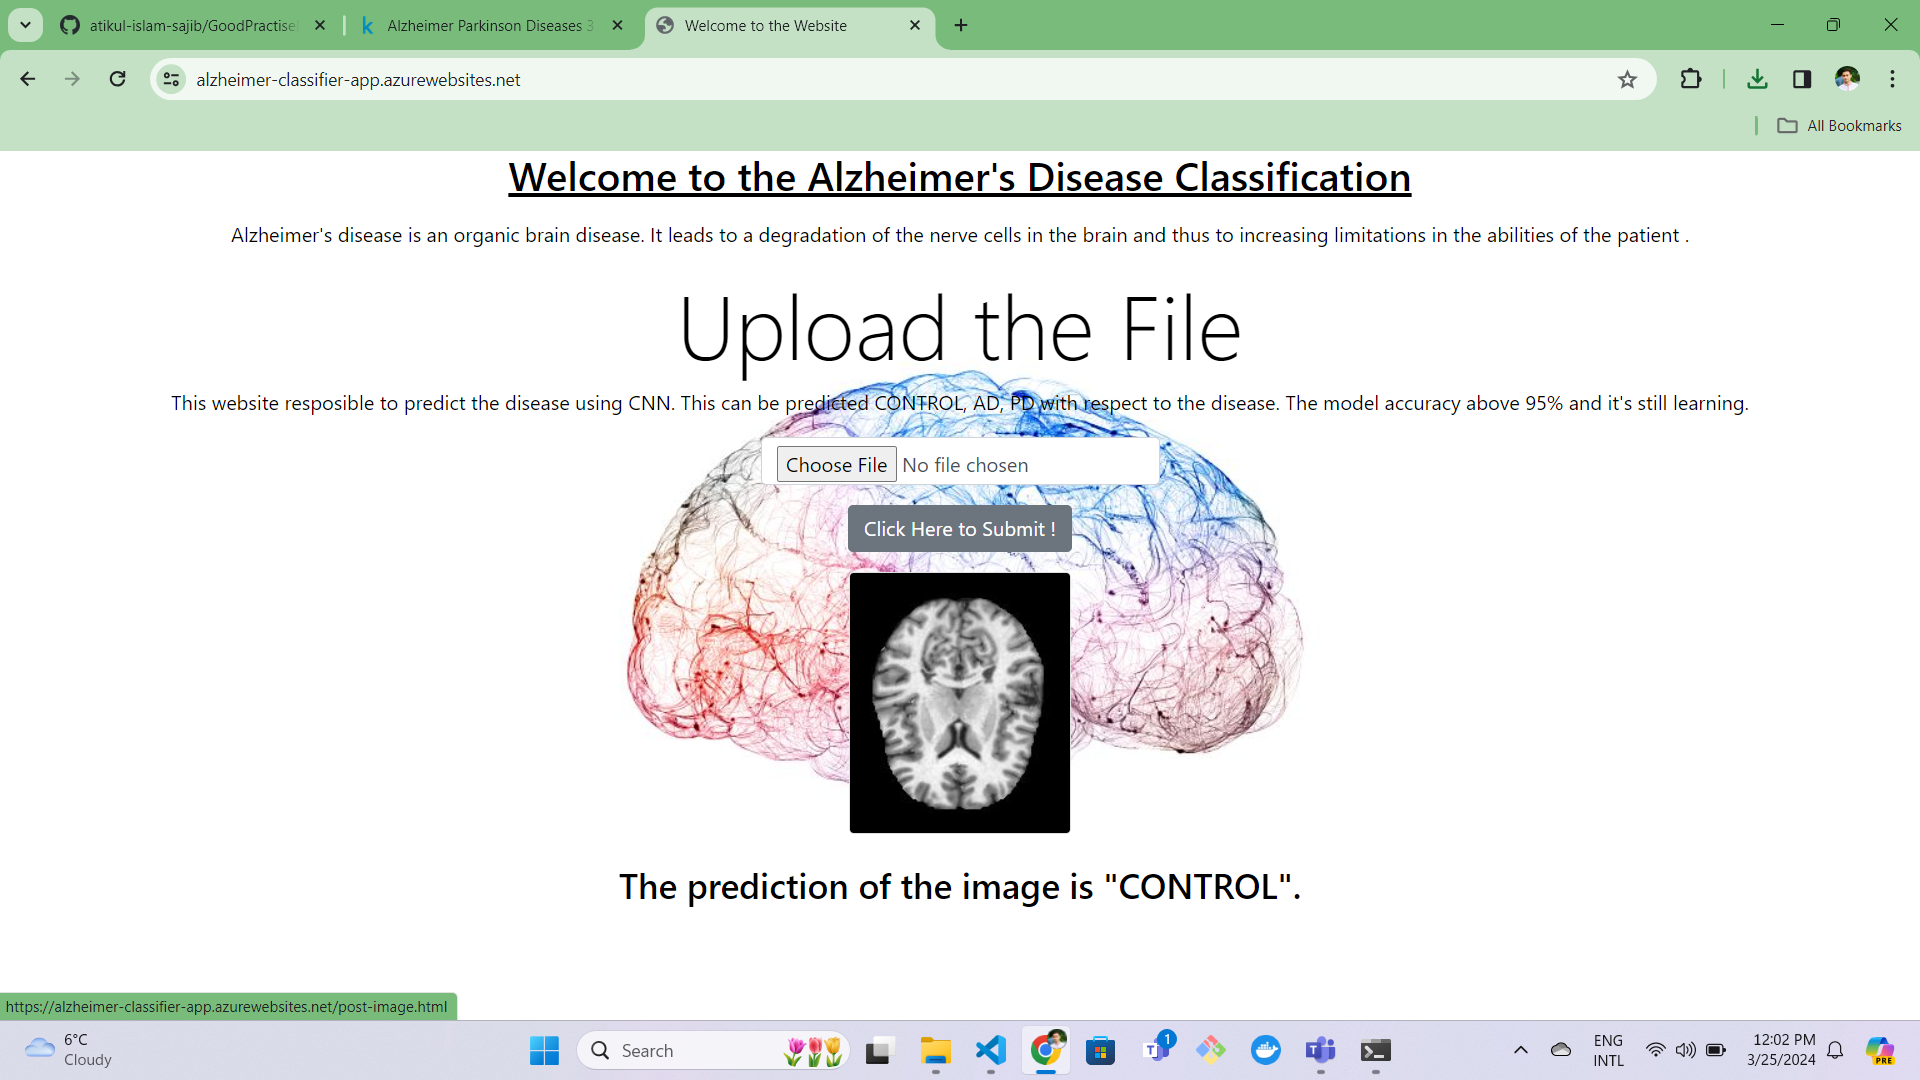 atikul-islam-sajib/GoodPractise
Alzheimer Parkinson Diseases 3
Welcome to the Website
alzheimer-classifier-app.azurewebsites.net
All Bookmarks
Welcome to the Alzheimer's Disease Classification
Alzheimer's disease is an organic brain disease. It leads to a degradation of the nerve cells in the brain and thus to increasing limitations in the abilities of the patient .
Upload the File
This website resposible to predict the disease using CNN. This can be predicted CONTROL, AD, PD with respect to the disease. The model accuracy above 95% and it's still learning.
Choose File No file chosen
Click Here to Submit !
The prediction of the image is "CONTROL".
https://alzheimer-classifier-app.azurewebsites.net/post-image.html
6°C
Cloudy
Search
1
ENG
INTL
12:02 PM
3/25/2024
PRE